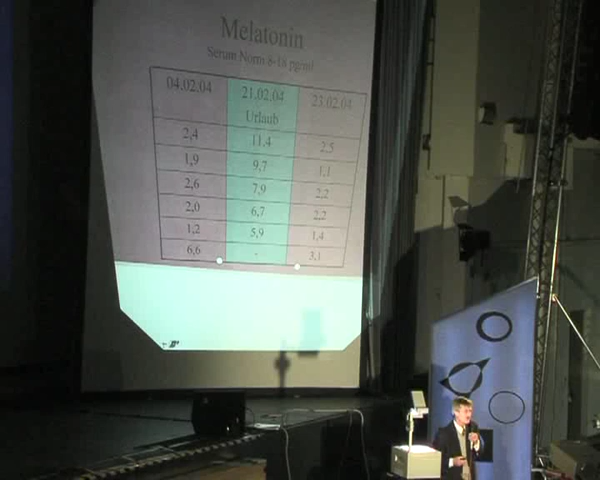 Melatonin
Serum Norm 8-18 pg/ml
04.02.04 21.02.04 23.02.04
Urlaub
2,4 11,4 2,5
1,9 9,7 1,1
2,6 7,9 2,2
2,0 6,7 2,2
1,2 5,9 1,4
6,6 - 3,1